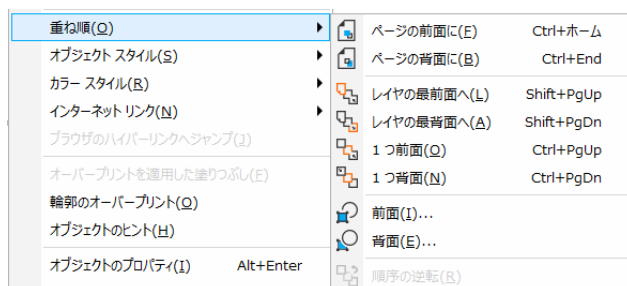 重ね順(O)
オブジェクト スタイル(S)
カラー スタイル(R)
インターネット リンク(N)
ブラウザのハイパーリンクへジャンプ(J)
オーバープリントを適用した塗りつぶし(F)
輪郭のオーバープリント(O)
オブジェクトのヒント(H)
オブジェクトのプロパティ(I) Alt+Enter
ページの前面に(F) Ctrl+ホーム
ページの背面に(B) Ctrl+End
レイヤの最前面へ(L) Shift+PgUp
レイヤの最背面へ(A) Shift+PgDn
1 つ前面(O) Ctrl+PgUp
1 つ背面(N) Ctrl+PgDn
前面(I)...
背面(E)...
順序の逆転(R)